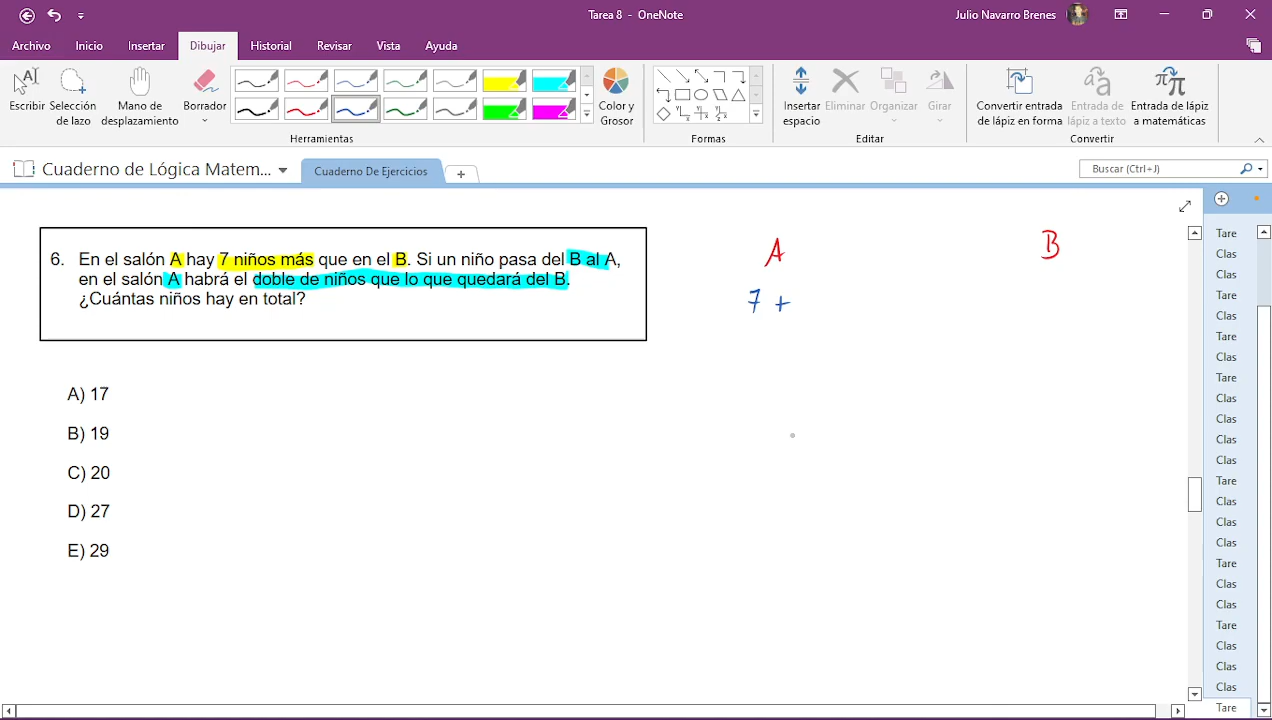 Tarea 8 - OneNote
Julio Navarro Brenes
Archivo Inicio Insertar Dibujar Historial Revisar Vista Ayuda
Escribir
Selección de lazo
Mano de desplazamiento
Borrador
Color y Grosor
Insertar espacio
Eliminar
Organizar
Girar
Convertir entrada de lápiz en forma
Entrada de lápiz a texto
Entrada de lápiz a matemáticas
Herramientas
Formas
Editar
Convertir
Cuaderno de Lógica Matem...
Cuaderno De Ejercicios
Buscar (Ctrl+J)
6. En el salón A hay 7 niños más que en el B. Si un niño pasa del B al A,
en el salón A habrá el doble de niños que lo que quedará del B.
¿Cuántas niños hay en total?
A) 17
B) 19
C) 20
D) 27
E) 29
A B
7 +
Tare
Clas
Clas
Tare
Clas
Tare
Clas
Tare
Clas
Clas
Clas
Clas
Tare
Clas
Clas
Clas
Tare
Clas
Clas
Tare
Clas
Clas
Clas
Tare